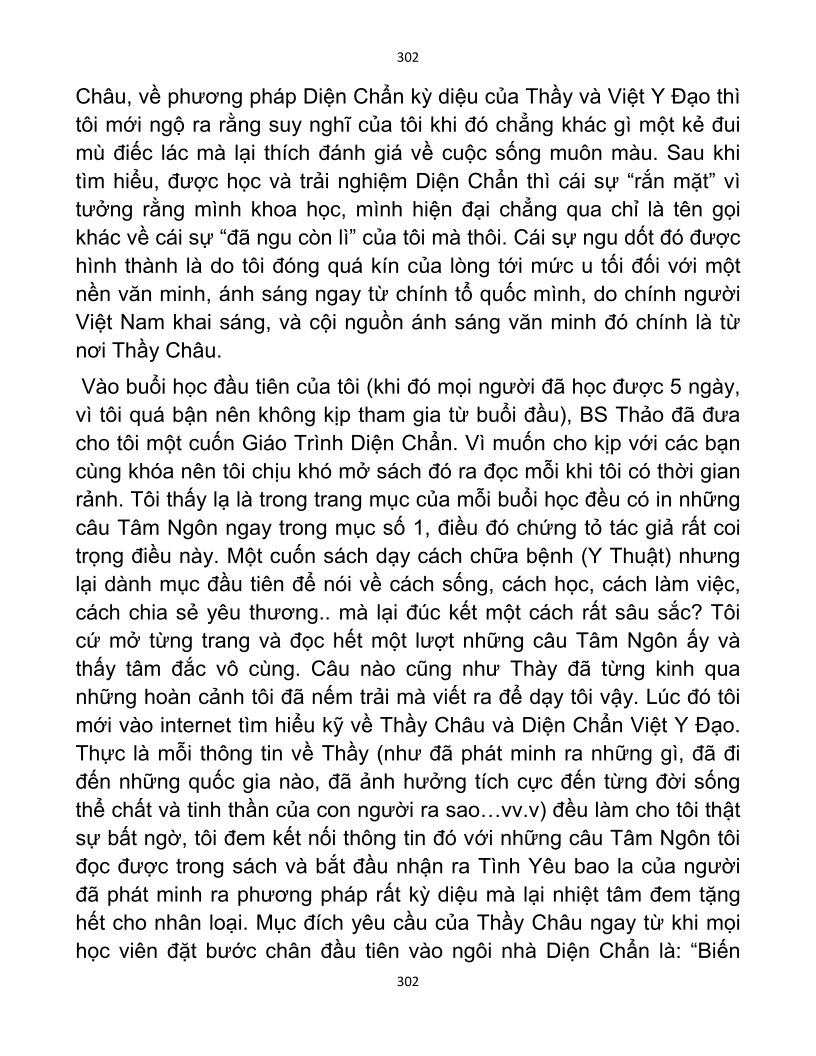 302
Châu, về phương pháp Diện Chẩn kỳ diệu của Thầy và Việt Y Đạo thì
tôi mới ngộ ra rằng suy nghĩ của tôi khi đó chẳng khác gì một kẻ đui
mù điếc lác mà lại thích đánh giá về cuộc sống muôn màu. Sau khi
tìm hiểu, được học và trải nghiệm Diện Chẩn thì cái sự “rắn mặt” vì
tưởng rằng mình khoa học, mình hiện đại chẳng qua chỉ là tên gọi
khác về cái sự “đã ngu còn lì” của tôi mà thôi. Cái sự ngu dốt đó được
hình thành là do tôi đóng quá kín của lòng tới mức u tối đối với một
nền văn minh, ánh sáng ngay từ chính tổ quốc mình, do chính người
Việt Nam khai sáng, và cội nguồn ánh sáng văn minh đó chính là từ
nơi Thầy Châu.
Vào buổi học đầu tiên của tôi (khi đó mọi người đã học được 5 ngày,
vì tôi quá bận nên không kịp tham gia từ buổi đầu), BS Thảo đã đưa
cho tôi một cuốn Giáo Trình Diện Chẩn. Vì muốn cho kịp với các bạn
cùng khóa nên tôi chịu khó mở sách đó ra đọc mỗi khi tôi có thời gian
rảnh. Tôi thấy lạ là trong trang mục của mỗi buổi học đều có in những
câu Tâm Ngôn ngay trong mục số 1, điều đó chứng tỏ tác giả rất coi
trọng điều này. Một cuốn sách dạy cách chữa bệnh (Y Thuật) nhưng
lại dành mục đầu tiên để nói về cách sống, cách học, cách làm việc,
cách chia sẻ yêu thương.. mà lại đúc kết một cách rất sâu sắc? Tôi
cứ mở từng trang và đọc hết một lượt những câu Tâm Ngôn ấy và
thấy tâm đắc vô cùng. Câu nào cũng như Thày đã từng kinh qua
những hoàn cảnh tôi đã nếm trải mà viết ra để dạy tôi vậy. Lúc đó tôi
mới vào internet tìm hiểu kỹ về Thầy Châu và Diện Chẩn Việt Y Đạo.
Thực là mỗi thông tin về Thầy (như đã phát minh ra những gì, đã đi
đến những quốc gia nào, đã ảnh hưởng tích cực đến từng đời sống
thể chất và tinh thần của con người ra sao…vv.v) đều làm cho tôi thật
sự bất ngờ, tôi đem kết nối thông tin đó với những câu Tâm Ngôn tôi
đọc được trong sách và bắt đầu nhận ra Tình Yêu bao la của người
đã phát minh ra phương pháp rất kỳ diệu mà lại nhiệt tâm đem tặng
hết cho nhân loại. Mục đích yêu cầu của Thầy Châu ngay từ khi mọi
học viên đặt bước chân đầu tiên vào ngôi nhà Diện Chẩn là: “Biến
302